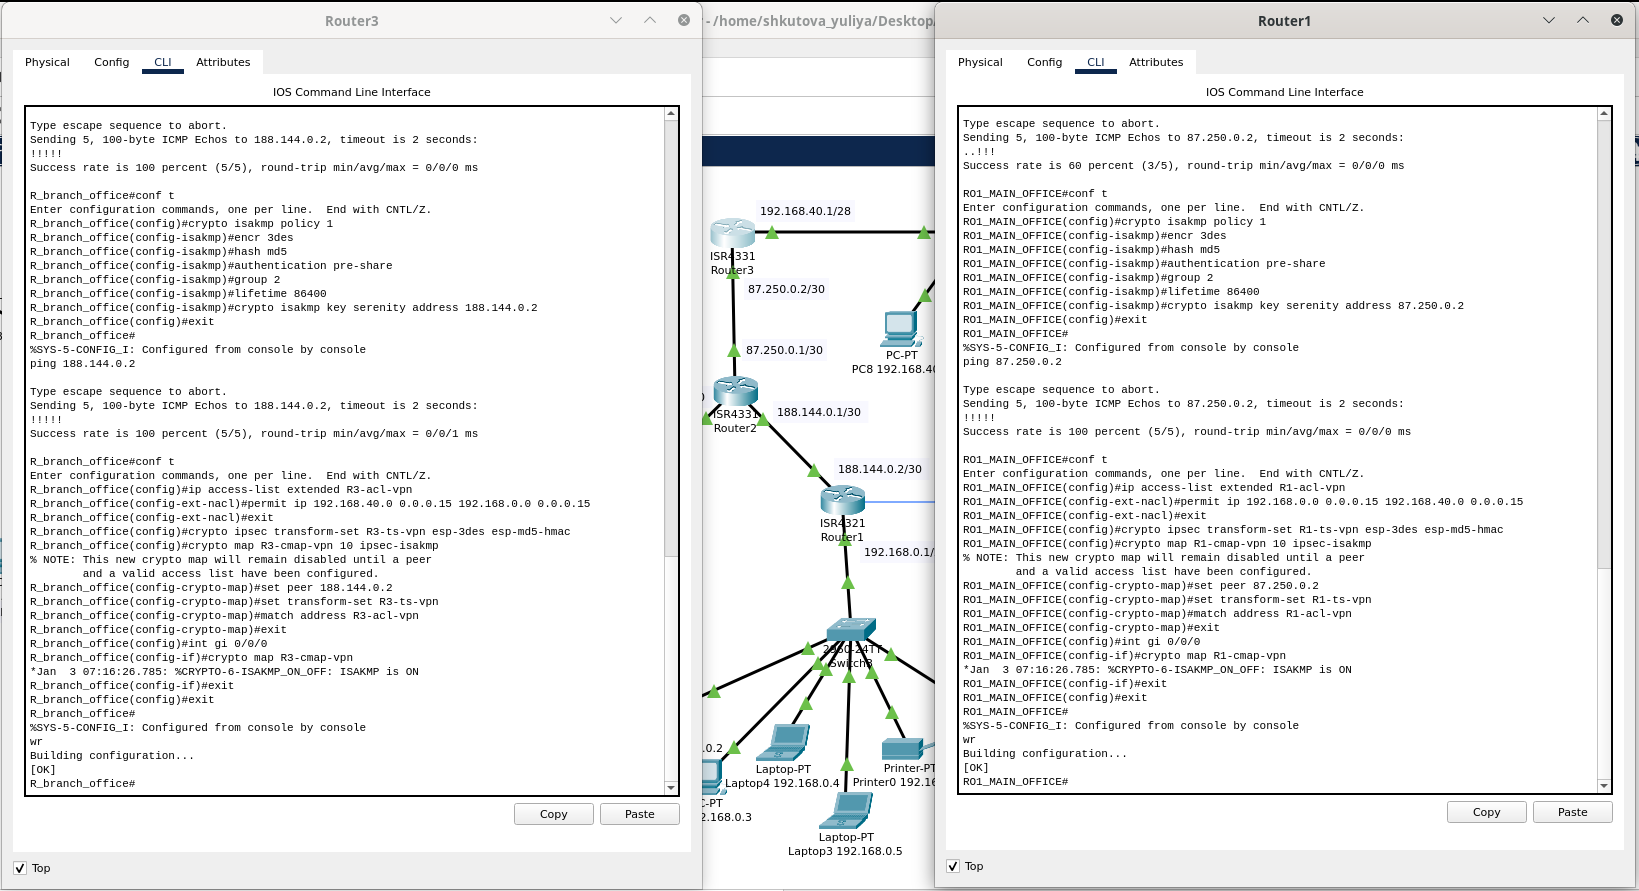 Router3
- /home/shkutova_yuliya/Desktop/
Router1
Physical
Config
CLI
Attributes
IOS Command Line Interface
Type escape sequence to abort.
Sending 5, 100-byte ICMP Echos to 188.144.0.2, timeout is 2 seconds:
!!!!!
Success rate is 100 percent (5/5), round-trip min/avg/max = 0/0/0 ms
R_branch_office#conf t
Enter configuration commands, one per line.  End with CNTL/Z.
R_branch_office(config)#crypto isakmp policy 1
R_branch_office(config-isakmp)#encr 3des
R_branch_office(config-isakmp)#hash md5
R_branch_office(config-isakmp)#authentication pre-share
R_branch_office(config-isakmp)#group 2
R_branch_office(config-isakmp)#lifetime 86400
R_branch_office(config-isakmp)#crypto isakmp key serenity address 188.144.0.2
R_branch_office(config)#exit
R_branch_office#
%SYS-5-CONFIG_I: Configured from console by console
ping 188.144.0.2
Type escape sequence to abort.
Sending 5, 100-byte ICMP Echos to 188.144.0.2, timeout is 2 seconds:
!!!!!
Success rate is 100 percent (5/5), round-trip min/avg/max = 0/0/1 ms
R_branch_office#conf t
Enter configuration commands, one per line.  End with CNTL/Z.
R_branch_office(config)#ip access-list extended R3-acl-vpn
R_branch_office(config-ext-nacl)#permit ip 192.168.40.0 0.0.0.15 192.168.0.0 0.0.0.15
R_branch_office(config-ext-nacl)#exit
R_branch_office(config)#crypto ipsec transform-set R3-ts-vpn esp-3des esp-md5-hmac
R_branch_office(config)#crypto map R3-cmap-vpn 10 ipsec-isakmp
% NOTE: This new crypto map will remain disabled until a peer
and a valid access list have been configured.
R_branch_office(config-crypto-map)#set peer 188.144.0.2
R_branch_office(config-crypto-map)#set transform-set R3-ts-vpn
R_branch_office(config-crypto-map)#match address R3-acl-vpn
R_branch_office(config-crypto-map)#exit
R_branch_office(config)#int gi 0/0/0
R_branch_office(config-if)#crypto map R3-cmap-vpn
*Jan  3 07:16:26.785: %CRYPTO-6-ISAKMP_ON_OFF: ISAKMP is ON
R_branch_office(config-if)#exit
R_branch_office(config)#exit
R_branch_office#
%SYS-5-CONFIG_I: Configured from console by console
wr
Building configuration...
[OK]
R_branch_office#
Copy
Paste
Top
192.168.40.1/28
ISR4331
Router3
87.250.0.2/30
PC-PT
PC8 192.168.40
87.250.0.1/30
188.144.0.1/30
ISR4331
Router2
188.144.0.2/30
ISR4321
Router1
192.168.0.1/
2950-24TT
Switch3
.0.2
Laptop-PT
Laptop4 192.168.0.4
Printer-PT
Printer0 192.16
C-PT
2.168.0.3
Laptop-PT
Laptop3 192.168.0.5
Physical
Config
CLI
Attributes
IOS Command Line Interface
Type escape sequence to abort.
Sending 5, 100-byte ICMP Echos to 87.250.0.2, timeout is 2 seconds:
..!!!
Success rate is 60 percent (3/5), round-trip min/avg/max = 0/0/0 ms
RO1_MAIN_OFFICE#conf t
Enter configuration commands, one per line.  End with CNTL/Z.
RO1_MAIN_OFFICE(config)#crypto isakmp policy 1
RO1_MAIN_OFFICE(config-isakmp)#encr 3des
RO1_MAIN_OFFICE(config-isakmp)#hash md5
RO1_MAIN_OFFICE(config-isakmp)#authentication pre-share
RO1_MAIN_OFFICE(config-isakmp)#group 2
RO1_MAIN_OFFICE(config-isakmp)#lifetime 86400
RO1_MAIN_OFFICE(config-isakmp)#crypto isakmp key serenity address 87.250.0.2
RO1_MAIN_OFFICE(config)#exit
RO1_MAIN_OFFICE#
%SYS-5-CONFIG_I: Configured from console by console
ping 87.250.0.2
Type escape sequence to abort.
Sending 5, 100-byte ICMP Echos to 87.250.0.2, timeout is 2 seconds:
!!!!!
Success rate is 100 percent (5/5), round-trip min/avg/max = 0/0/0 ms
RO1_MAIN_OFFICE#conf t
Enter configuration commands, one per line.  End with CNTL/Z.
RO1_MAIN_OFFICE(config)#ip access-list extended R1-acl-vpn
RO1_MAIN_OFFICE(config-ext-nacl)#permit ip 192.168.0.0 0.0.0.15 192.168.40.0 0.0.0.15
RO1_MAIN_OFFICE(config-ext-nacl)#exit
RO1_MAIN_OFFICE(config)#crypto ipsec transform-set R1-ts-vpn esp-3des esp-md5-hmac
RO1_MAIN_OFFICE(config)#crypto map R1-cmap-vpn 10 ipsec-isakmp
% NOTE: This new crypto map will remain disabled until a peer
and a valid access list have been configured.
RO1_MAIN_OFFICE(config-crypto-map)#set peer 87.250.0.2
RO1_MAIN_OFFICE(config-crypto-map)#set transform-set R1-ts-vpn
RO1_MAIN_OFFICE(config-crypto-map)#match address R1-acl-vpn
RO1_MAIN_OFFICE(config-crypto-map)#exit
RO1_MAIN_OFFICE(config)#int gi 0/0/0
RO1_MAIN_OFFICE(config-if)#crypto map R1-cmap-vpn
*Jan  3 07:16:26.785: %CRYPTO-6-ISAKMP_ON_OFF: ISAKMP is ON
RO1_MAIN_OFFICE(config-if)#exit
RO1_MAIN_OFFICE(config)#exit
RO1_MAIN_OFFICE#
%SYS-5-CONFIG_I: Configured from console by console
wr
Building configuration...
[OK]
RO1_MAIN_OFFICE#
Copy
Paste
Top